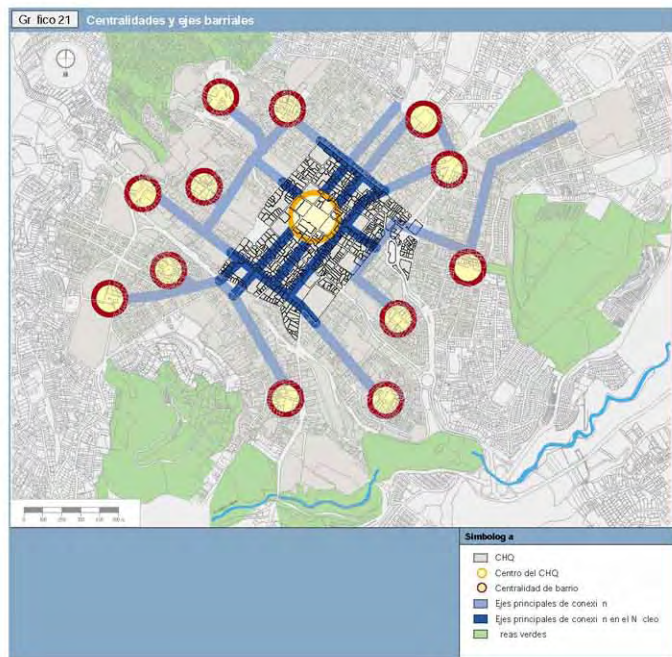 Gr fico 21
Centralidades y ejes barriales
Simbolog a
CHQ
Centro del CHQ
Centralidad de barrio
Ejes principales de conexi n
Ejes principales de conexi n en el N cleo
reas verdes